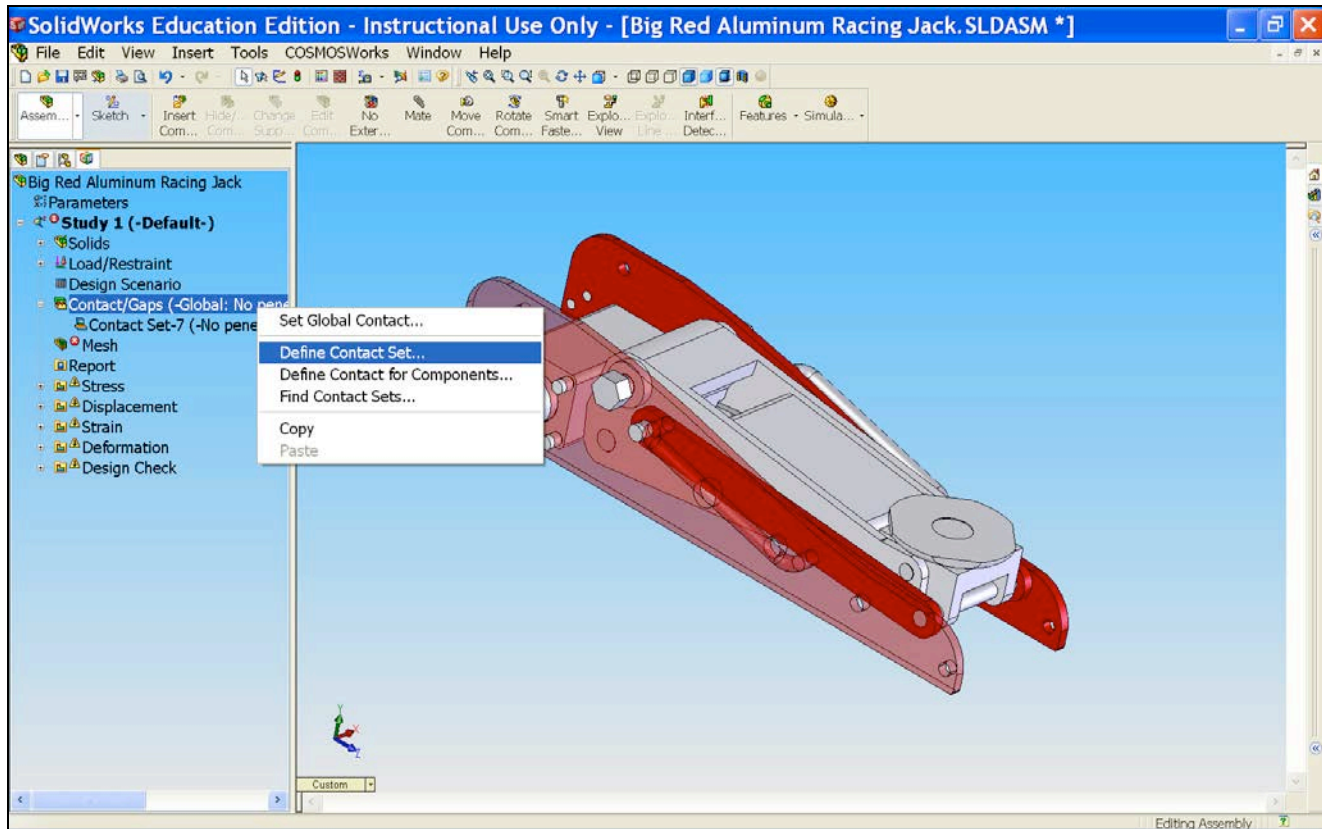 SolidWorks Education Edition - Instructional Use Only - [Big Red Aluminum Racing Jack.SLDASM *]
File Edit View Insert Tools COSMOSWorks Window Help
Assem... Sketch Insert Com... Hide/... Com... Change Supp... Edit Com... No Exter... Mate Move Com... Rotate Com... Smart Faste... Explo... View Explo... Line ... Interf... Detec... Features Simula...
Big Red Aluminum Racing Jack
Parameters
Study 1 (-Default-)
Solids
Load/Restraint
Design Scenario
Contact/Gaps (-Global: No pene
Contact Set-7 (-No pene
Mesh
Report
Stress
Displacement
Strain
Deformation
Design Check
Set Global Contact...
Define Contact Set...
Define Contact for Components...
Find Contact Sets...
Copy
Paste
Y
X
Z
Custom
Editing Assembly